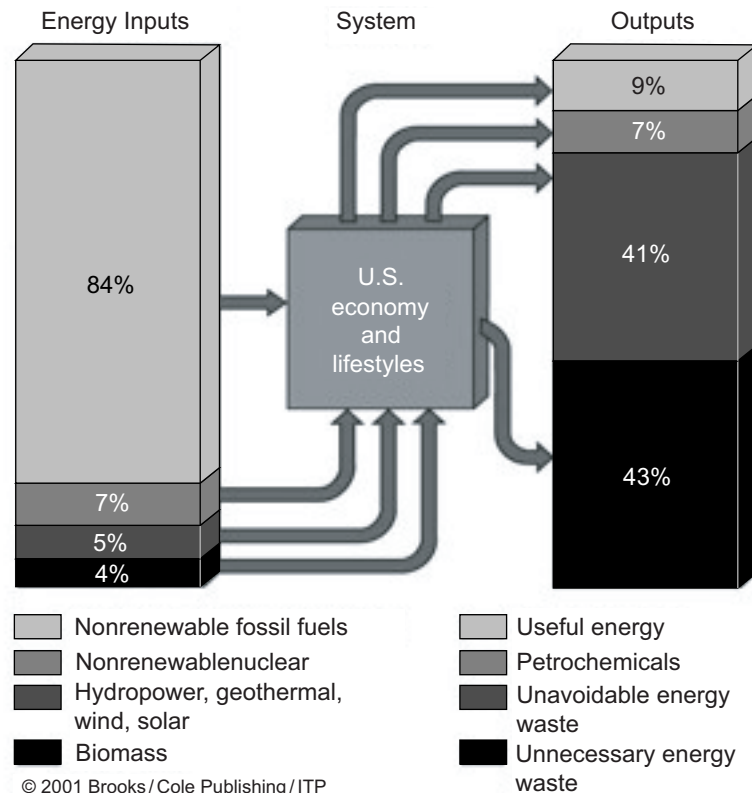 Energy Inputs
System
Outputs
84%
7%
5%
4%
U.S.
economy
and
lifestyles
9%
7%
41%
43%
Nonrenewable fossil fuels
Nonrenewablenuclear
Hydropower, geothermal,
wind, solar
Biomass
Useful energy
Petrochemicals
Unavoidable energy
waste
Unnecessary energy
waste
© 2001 Brooks/Cole Publishing/ITP